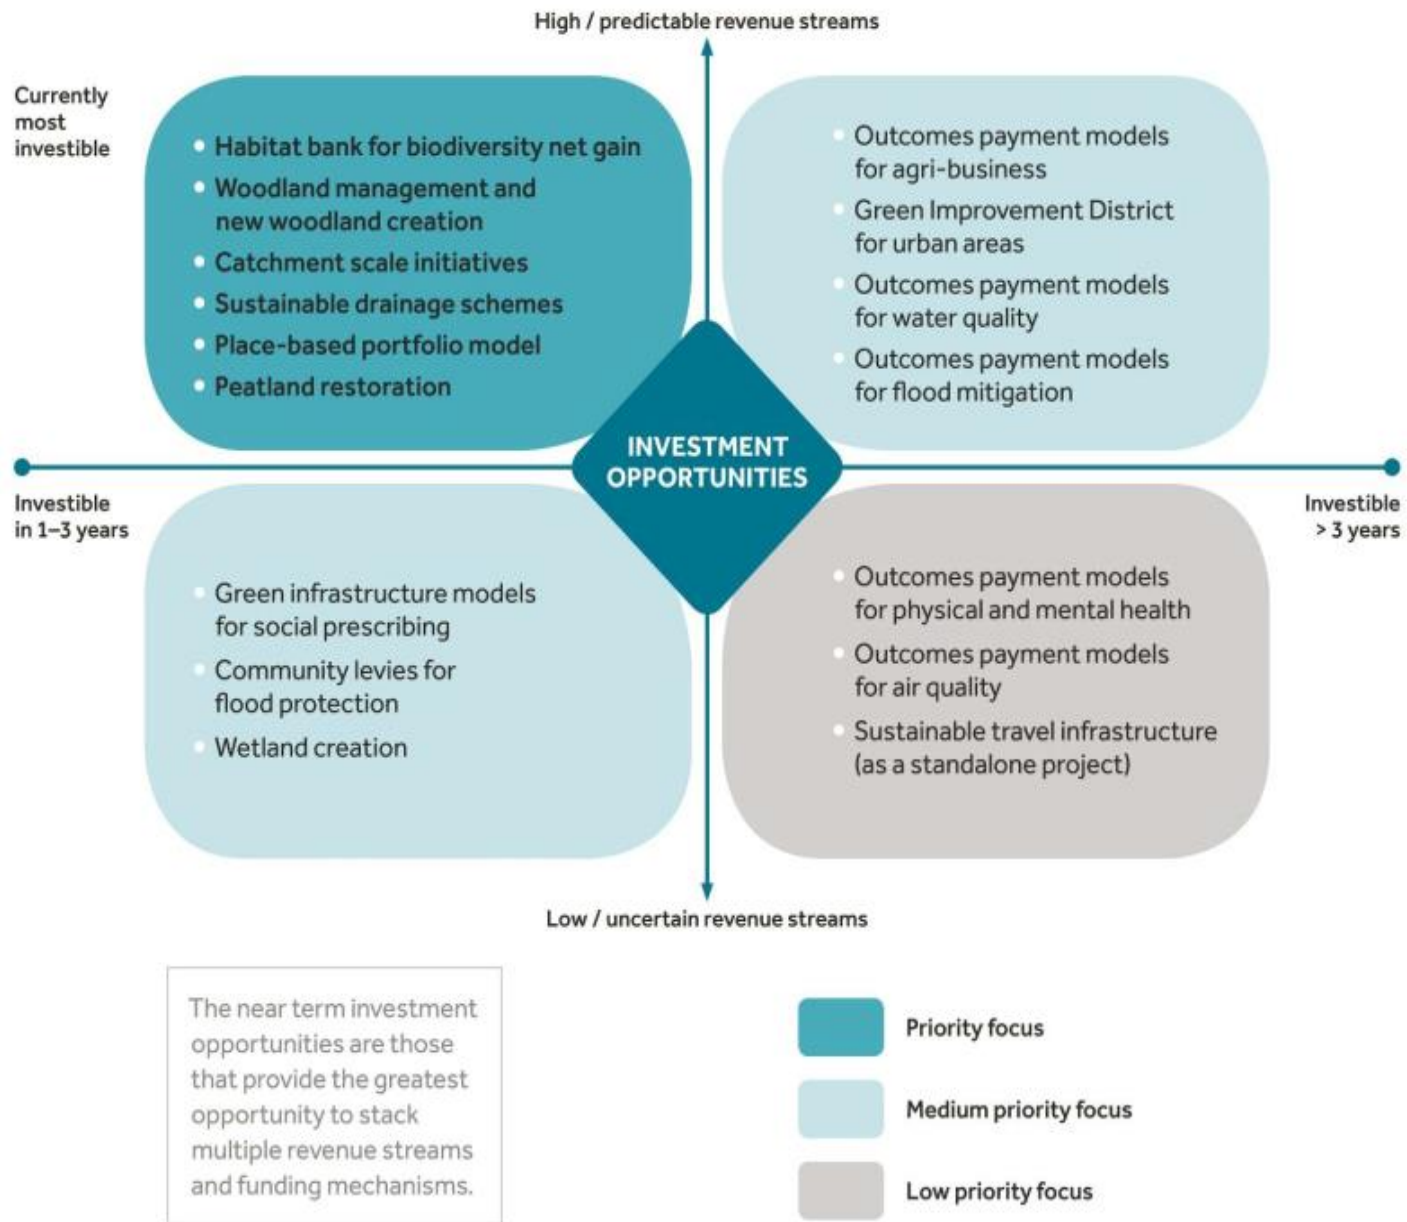 High / predictable revenue streams
Currently
most
investible
• Habitat bank for biodiversity net gain
• Woodland management and
new woodland creation
• Catchment scale initiatives
• Sustainable drainage schemes
• Place-based portfolio model
• Peatland restoration
• Outcomes payment models
for agri-business
• Green Improvement District
for urban areas
• Outcomes payment models
for water quality
• Outcomes payment models
for flood mitigation
INVESTMENT
OPPORTUNITIES
Investible
in 1–3 years
Investible
> 3 years
• Green infrastructure models
for social prescribing
• Community levies for
flood protection
• Wetland creation
• Outcomes payment models
for physical and mental health
• Outcomes payment models
for air quality
• Sustainable travel infrastructure
(as a standalone project)
Low / uncertain revenue streams
The near term investment
opportunities are those
that provide the greatest
opportunity to stack
multiple revenue streams
and funding mechanisms.
Priority focus
Medium priority focus
Low priority focus